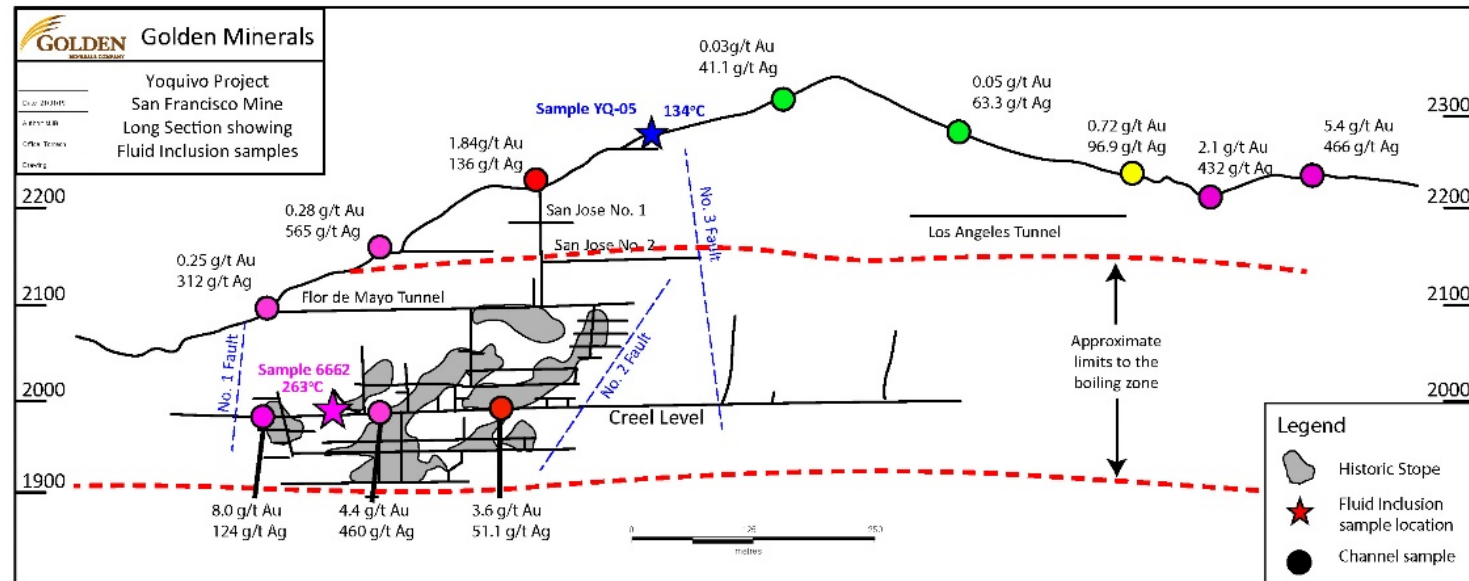 GOLDEN
MINERALS COMPANY
Golden Minerals
Yoquivo Project
San Francisco Mine
Long Section showing
Fluid Inclusion samples
Drawing
0.03g/t Au
41.1 g/t Ag
0.05 g/t Au
63.3 g/t Ag
Sample YQ-05
134°C
2300
2300
0.72 g/t Au
96.9 g/t Ag
5.4 g/t Au
466 g/t Ag
2.1 g/t Au
432 g/t Ag
1.84g/t Au
136 g/t Ag
2200
2200
0.28 g/t Au
565 g/t Ag
San Jose No. 1
San Jose No. 2
No. 3 Fault
Los Angeles Tunnel
0.25 g/t Au
312 g/t Ag
2100
2100
Flor de Mayo Tunnel
Approximate
limits to the
boiling zone
No. 1 Fault
Sample 6662
263°C
No. 2 Fault
2000
2000
Creel Level
1900
8.0 g/t Au
124 g/t Ag
4.4 g/t Au
460 g/t Ag
3.6 g/t Au
51.1 g/t Ag
0
metres
Legend
Historic Stope
Fluid Inclusion
sample location
Channel sample